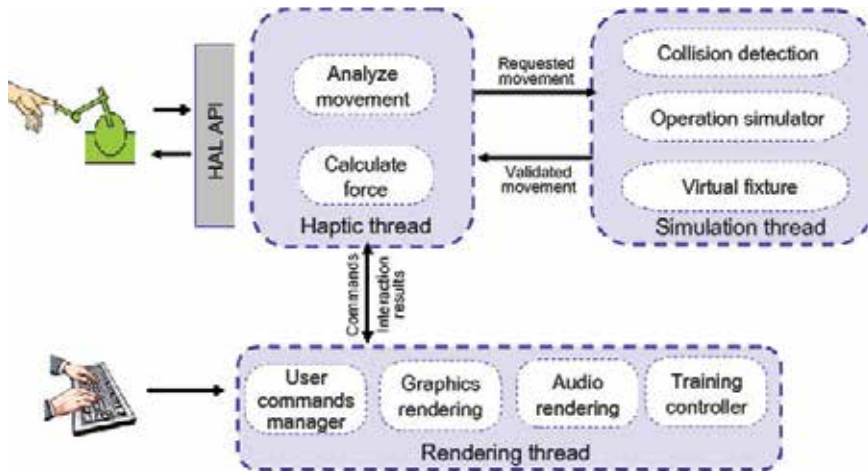 HAL API
Analyze
movement
Calculate
force
Haptic thread
Requested
movement
Validated
movement
Collision detection
Operation simulator
Virtual fixture
Simulation thread
Commands
Interaction
results
User
commands
manager
Graphics
rendering
Audio
rendering
Training
controller
Rendering thread